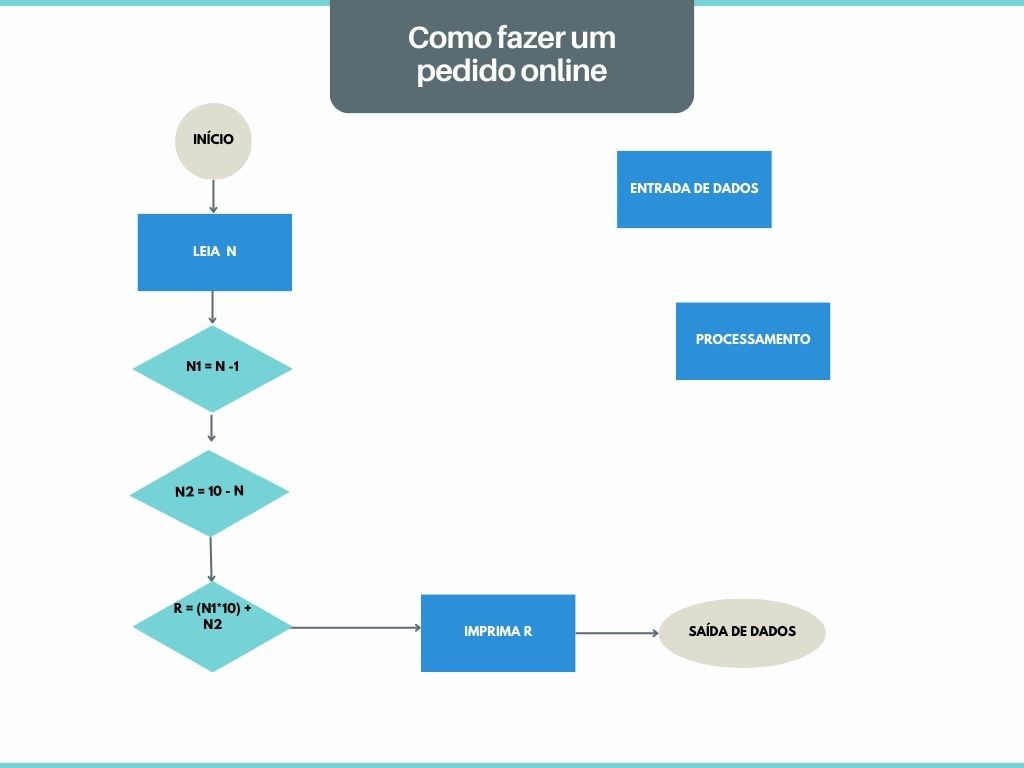 Como fazer um
pedido online
INÍCIO
ENTRADA DE DADOS
LEIA N
PROCESSAMENTO
N1 = N -1
N2 = 10 - N
R = (N1*10) +
N2
IMPRIMA R
SAÍDA DE DADOS